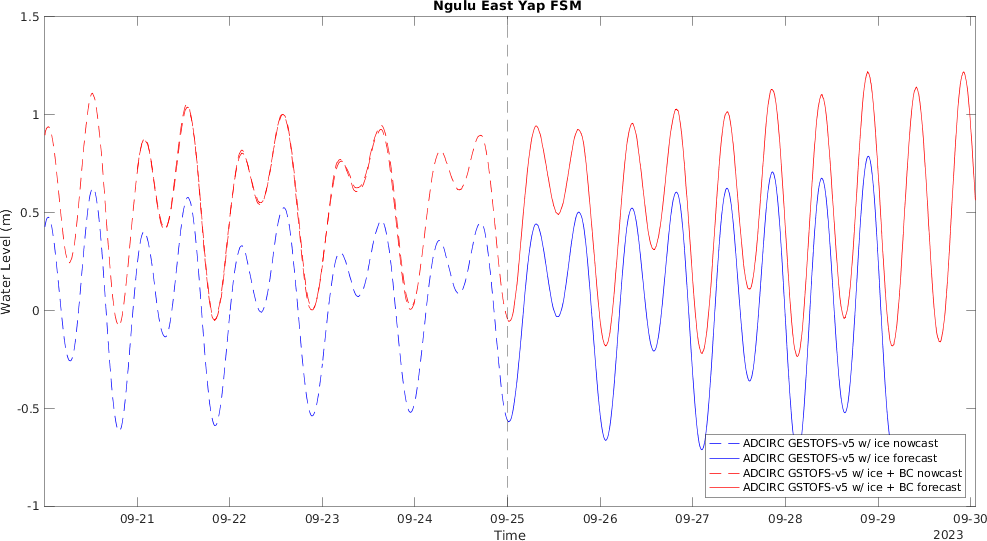 Ngulu East Yap FSM
1.5
1
0.5
0
-0.5
-1
Water Level (m)
09-21
09-22
09-23
09-24
09-25
09-26
09-27
09-28
09-29
09-30
Time
2023
ADCIRC GESTOFS-v5 w/ ice nowcast
ADCIRC GESTOFS-v5 w/ ice forecast
ADCIRC GSTOFS-v5 w/ ice + BC nowcast
ADCIRC GSTOFS-v5 w/ ice + BC forecast